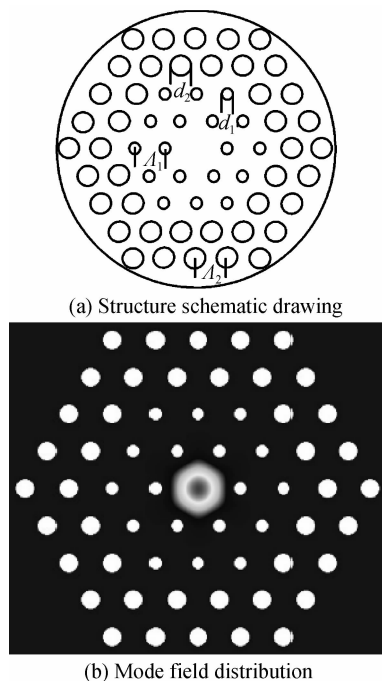 d₂
d₁
Λ₁
Λ₂
(a) Structure schematic drawing
(b) Mode field distribution